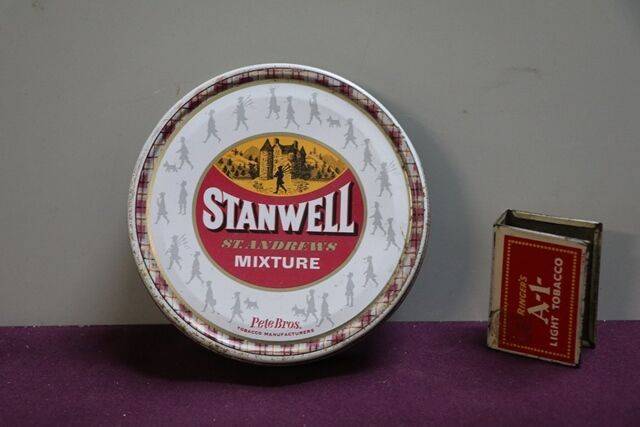 STANWELL
ST. ANDREWS
MIXTURE
Pete Bros.
TOBACCO MANUFACTURERS
RINGER'S
A-1-
LIGHT TOBACCO